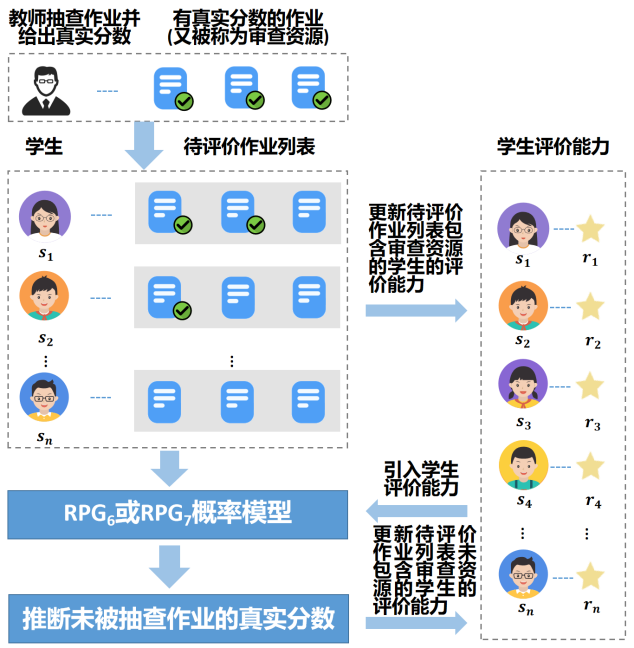 教师抽查作业并
给出真实分数
有真实分数的作业
(又被称为审查资源)
学生
待评价作业列表
学生评价能力
s1
s2
⋮
sn
⋮
更新待评价
作业列表包
含审查资源
的学生的评
价能力
s1
r1
s2
r2
s3
r3
s4
r4
⋮
⋮
sn
rn
引入学生
评价能力
RPG6或RPG7概率模型
更新待评价
作业列表未
包含审查资
源的学生的
评价能力
推断未被抽查作业的真实分数